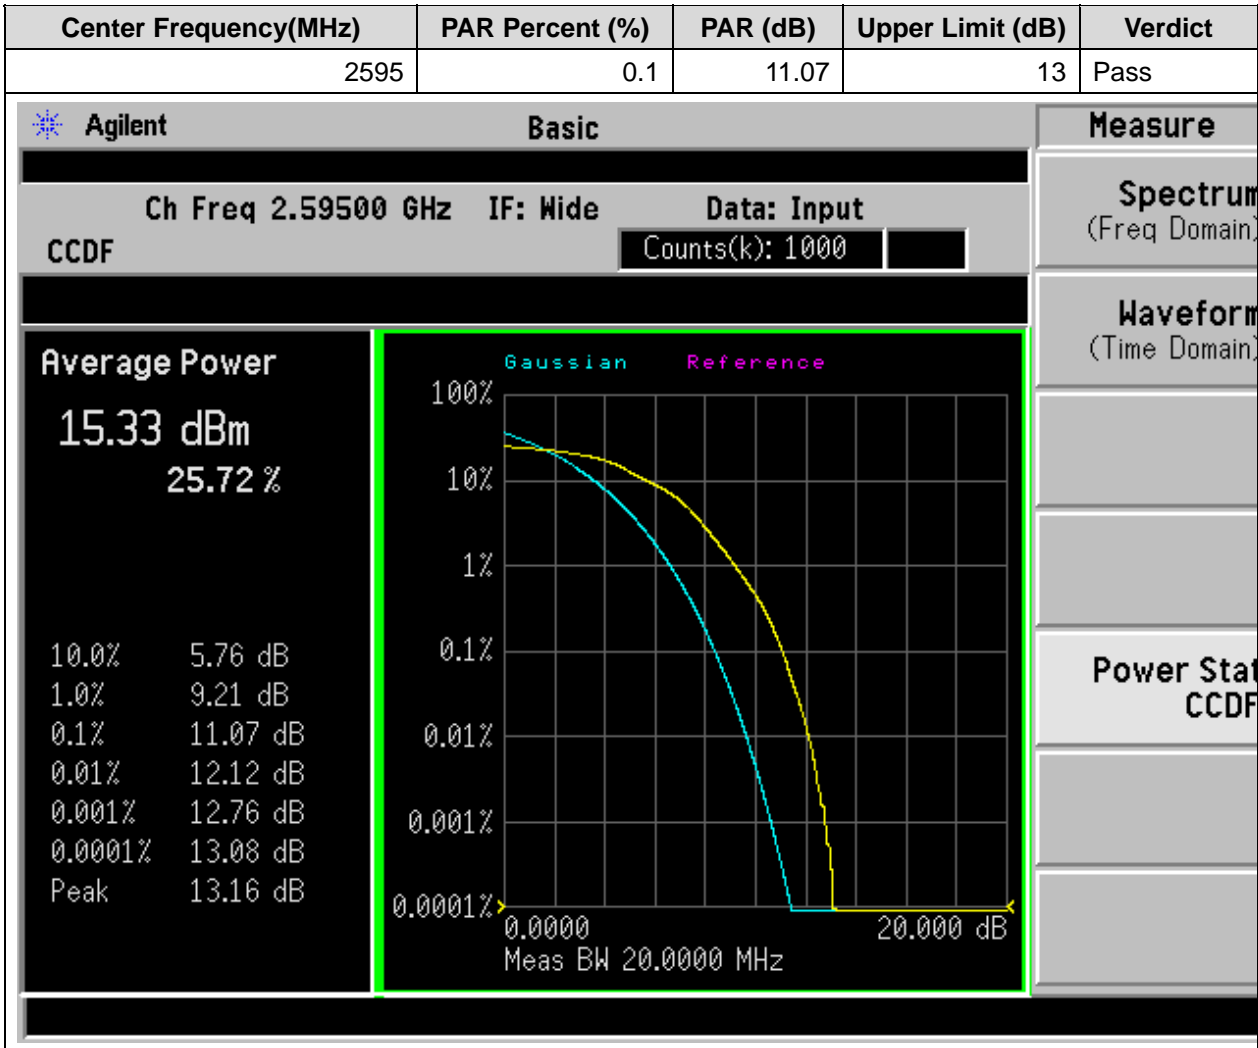 Center Frequency(MHz) PAR Percent (%) PAR (dB) Upper Limit (dB) Verdict
2595 0.1 11.07 13 Pass
Agilent Basic Measure
Ch Freq 2.59500 GHz IF: Wide Data: Input
CCDF Counts(k): 1000
Spectrum
(Freq Domain)
Waveform
(Time Domain)
Power Stat
CCDF
Average Power
15.33 dBm
25.72 %
10.0% 5.76 dB
1.0% 9.21 dB
0.1% 11.07 dB
0.01% 12.12 dB
0.001% 12.76 dB
0.0001% 13.08 dB
Peak 13.16 dB
Gaussian Reference
100%
10%
1%
0.1%
0.01%
0.001%
0.0001%
0.0000 20.000 dB
Meas BW 20.0000 MHz